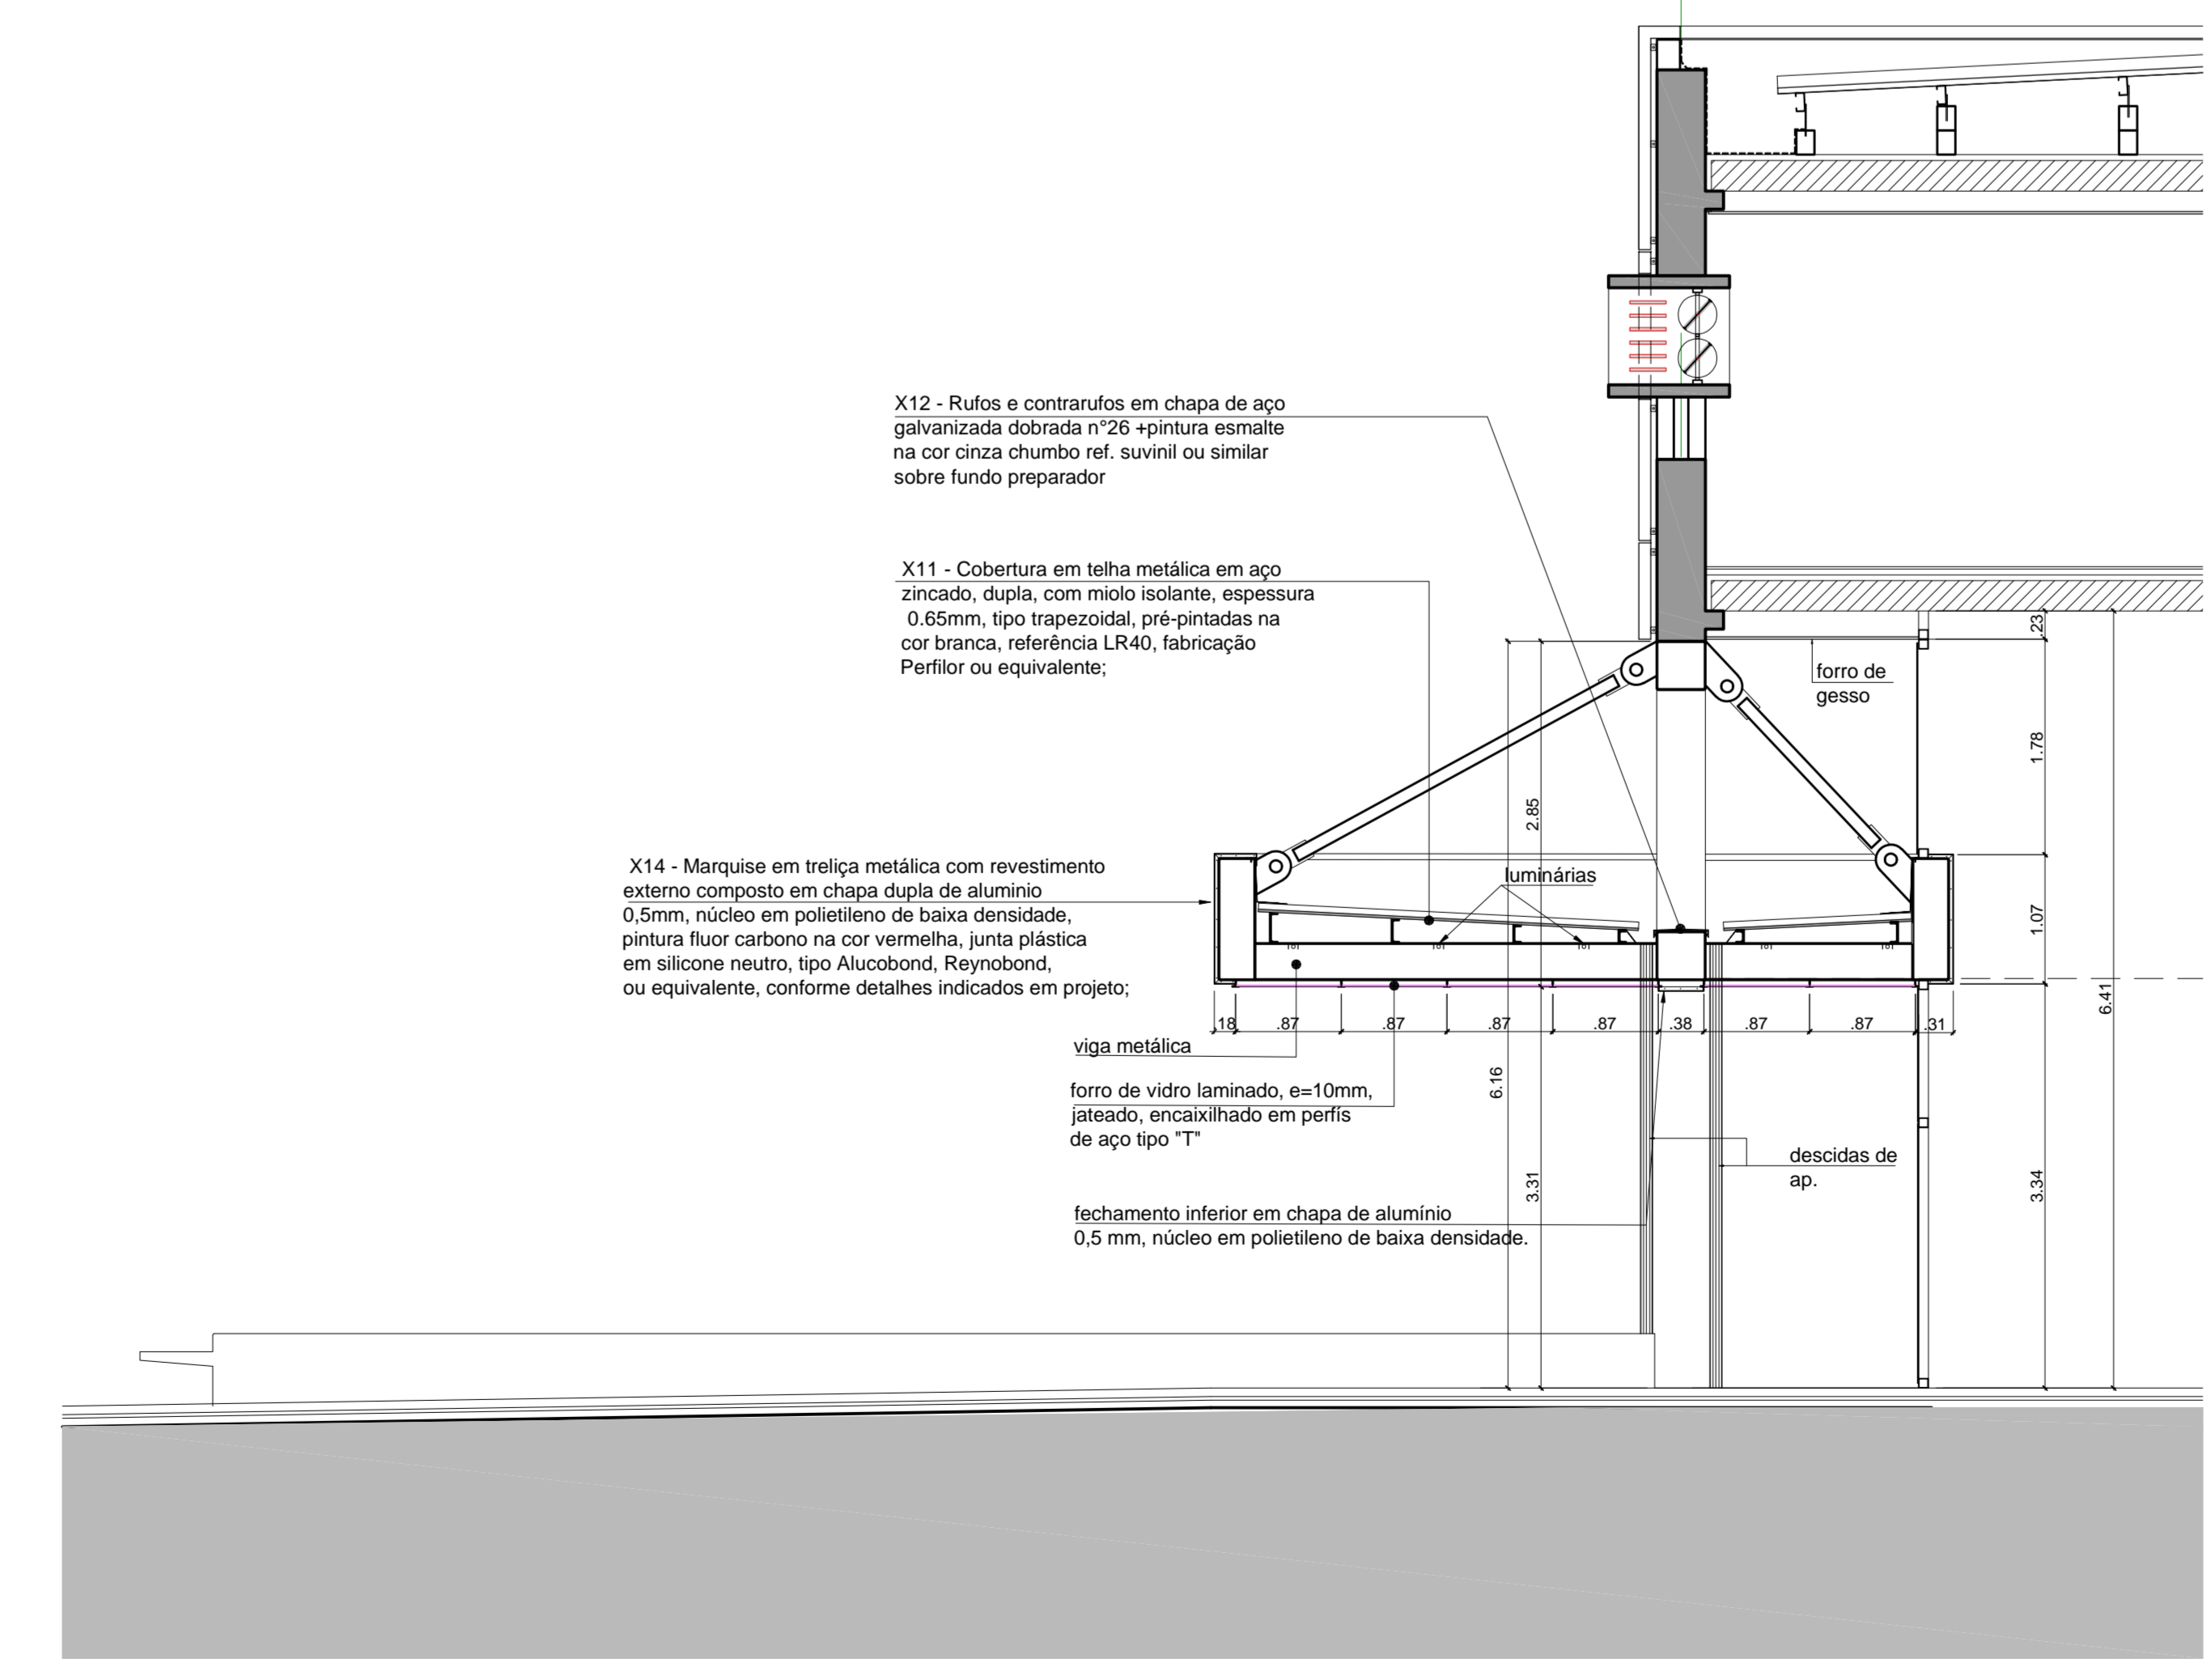 X12 - Rufos e contrarufos em chapa de aço
galvanizada dobrada n°26 +pintura esmalte
na cor cinza chumbo ref. suvinil ou similar
sobre fundo preparador
X11 - Cobertura em telha metálica em aço
zincado, dupla, com miolo isolante, espessura
0.65mm, tipo trapezoidal, pré-pintadas na
cor branca, referência LR40, fabricação
Perfilor ou equivalente;
.23
forro de
gesso
1.78
2.85
X14 - Marquise em treliça metálica com revestimento
externo composto em chapa dupla de aluminio
0,5mm, núcleo em polietileno de baixa densidade,
pintura fluor carbono na cor vermelha, junta plástica
em silicone neutro, tipo Alucobond, Reynobond,
ou equivalente, conforme detalhes indicados em projeto;
luminárias
1.07
6.41
.18 .87 .87 .87 .87 .38 .87 .87 .31
viga metálica
6.16
forro de vidro laminado, e=10mm,
jateado, encaixilhado em perfís
de aço tipo "T"
descidas de
ap.
3.31
3.34
fechamento inferior em chapa de alumínio
0,5 mm, núcleo em polietileno de baixa densidade.